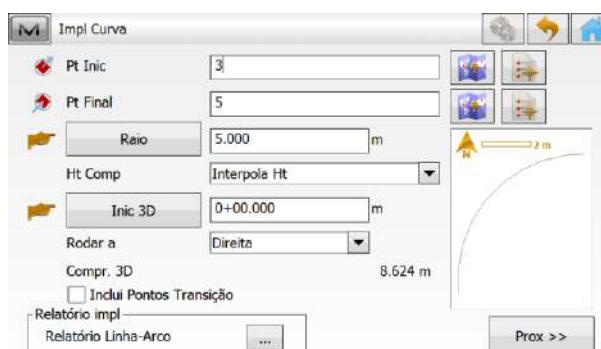 Impl Curva
Pt Inic 3
Pt Final 5
Raio 5.000 m
Ht Comp Interpola Ht
Inic 3D 0+00.000 m
Rodar a Direita
Compr. 3D 8.624 m
Inclui Pontos Transição
Relatório impl
Relatório Linha-Arco ...
N 2 m
Prox >>